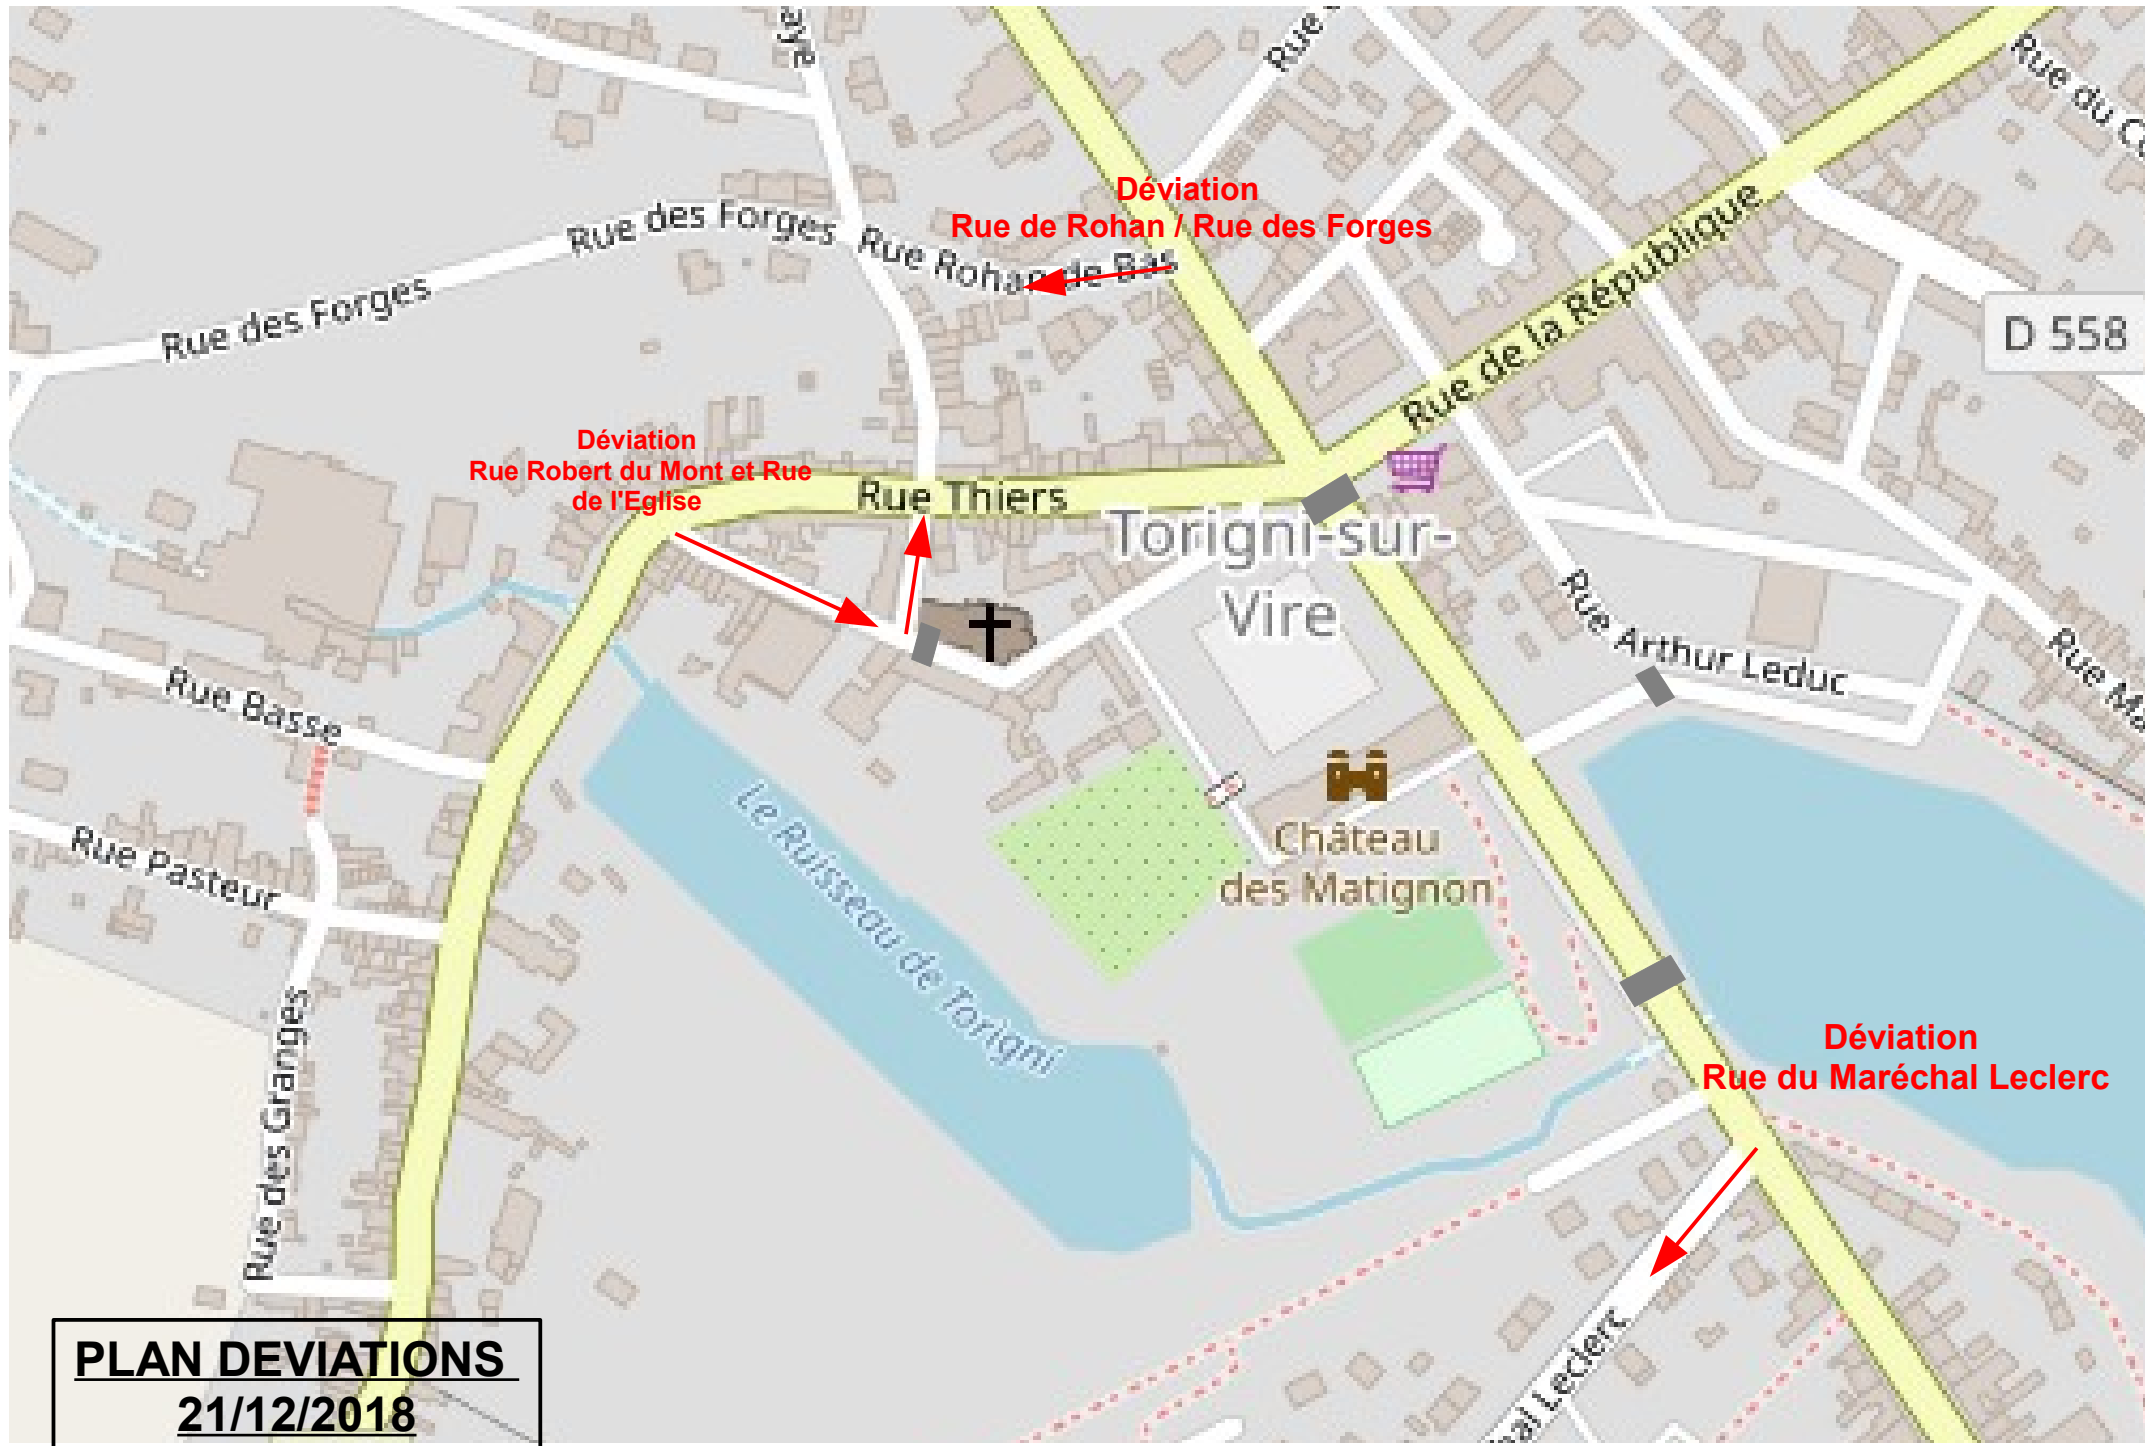 eye
Rue
Rue du C
Déviation
Rue de Rohan / Rue des Forges
Rue des Forges
Rue Rohan de Bas
Rue des Forges
Rue de la République
D 558
Déviation
Rue Robert du Mont et Rue
de l'Eglise
Rue Thiers
Torigni-sur-
Vire
Rue Arthur Leduc
Rue Ma
Rue Basse
Le Ruisseau de Torigni
Château
des Matignon
Rue Pasteur
Rue des Granges
Déviation
Rue du Maréchal Leclerc
al Leclerc
PLAN DEVIATIONS
21/12/2018